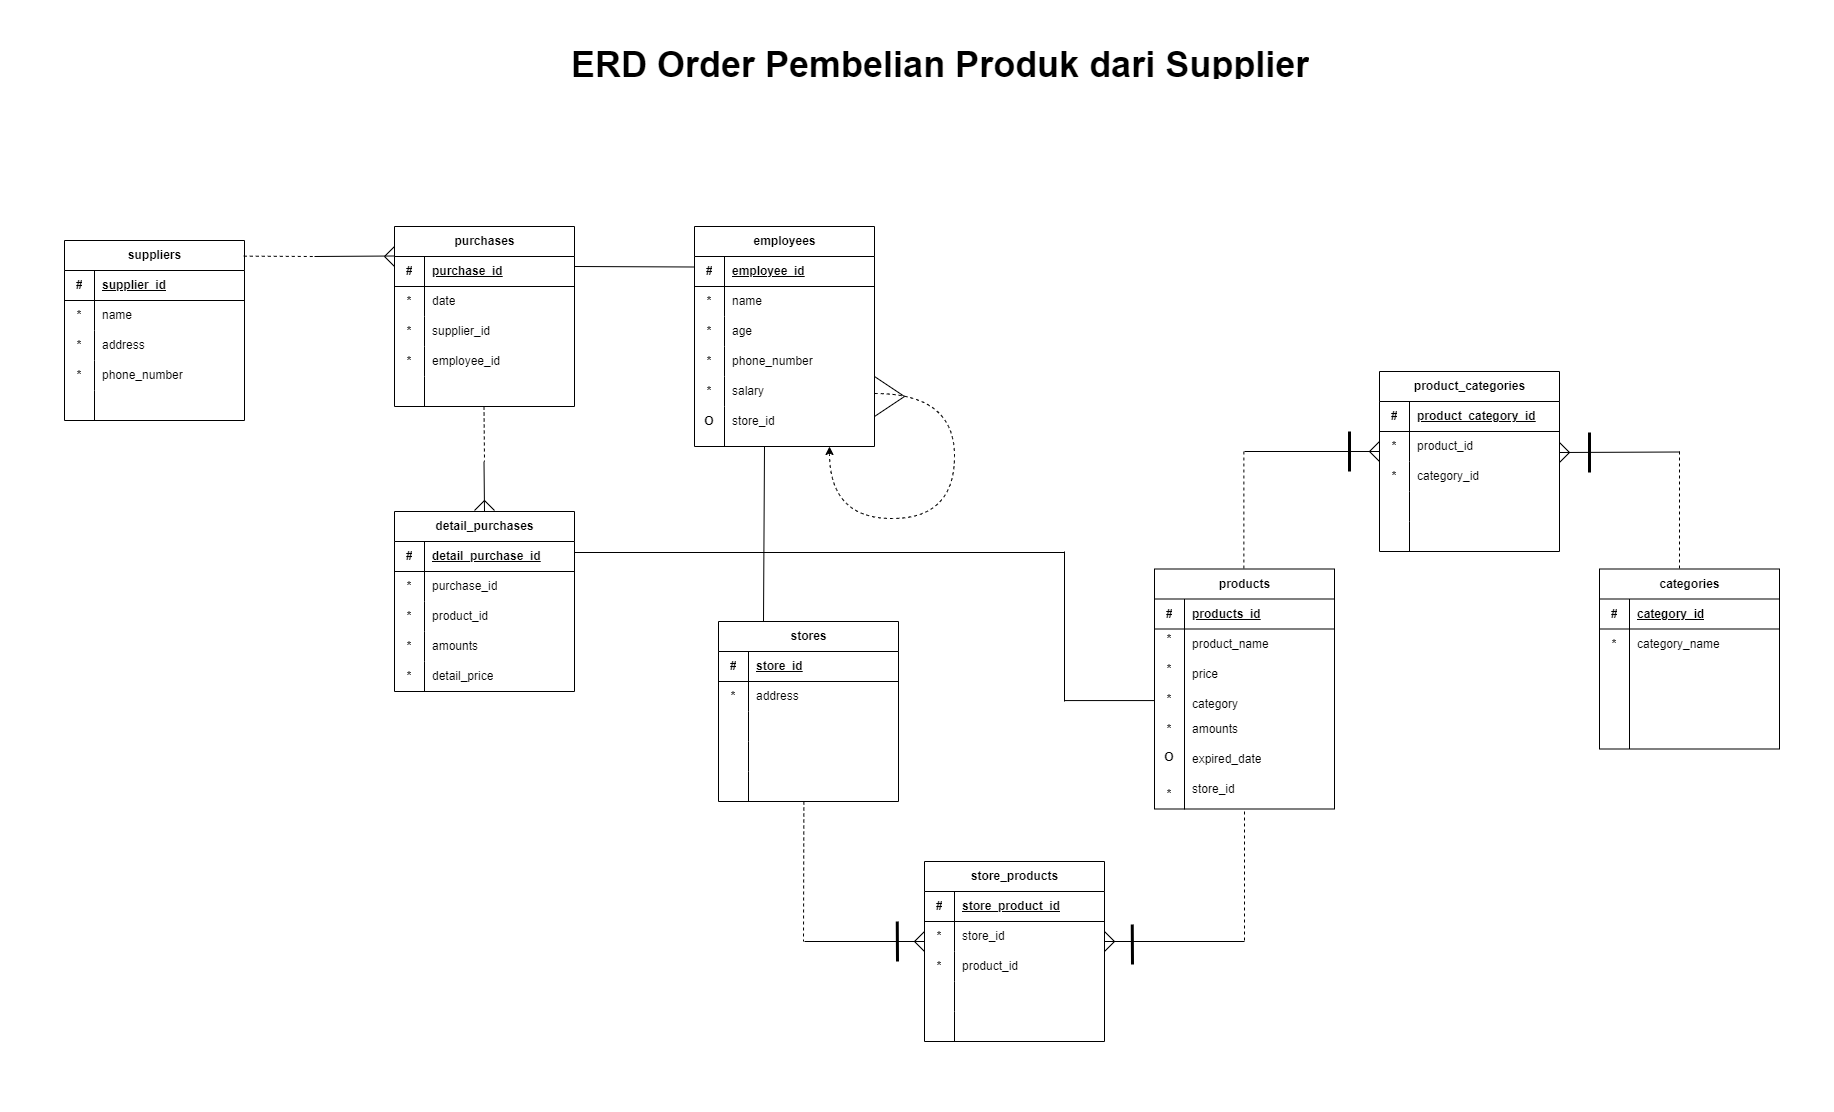 ERD Order Pembelian Produk dari Supplier
suppliers
# supplier_id
* name
* address
* phone_number
purchases
# purchase_id
* date
* supplier_id
* employee_id
employees
# employee_id
* name
* age
* phone_number
* salary
O store_id
product_categories
# product_category_id
* product_id
* category_id
detail_purchases
# detail_purchase_id
* purchase_id
* product_id
* amounts
* detail_price
stores
# store_id
* address
products
# products_id
* product_name
* price
* category
* amounts
O expired_date
* store_id
categories
# category_id
* category_name
store_products
# store_product_id
* store_id
* product_id